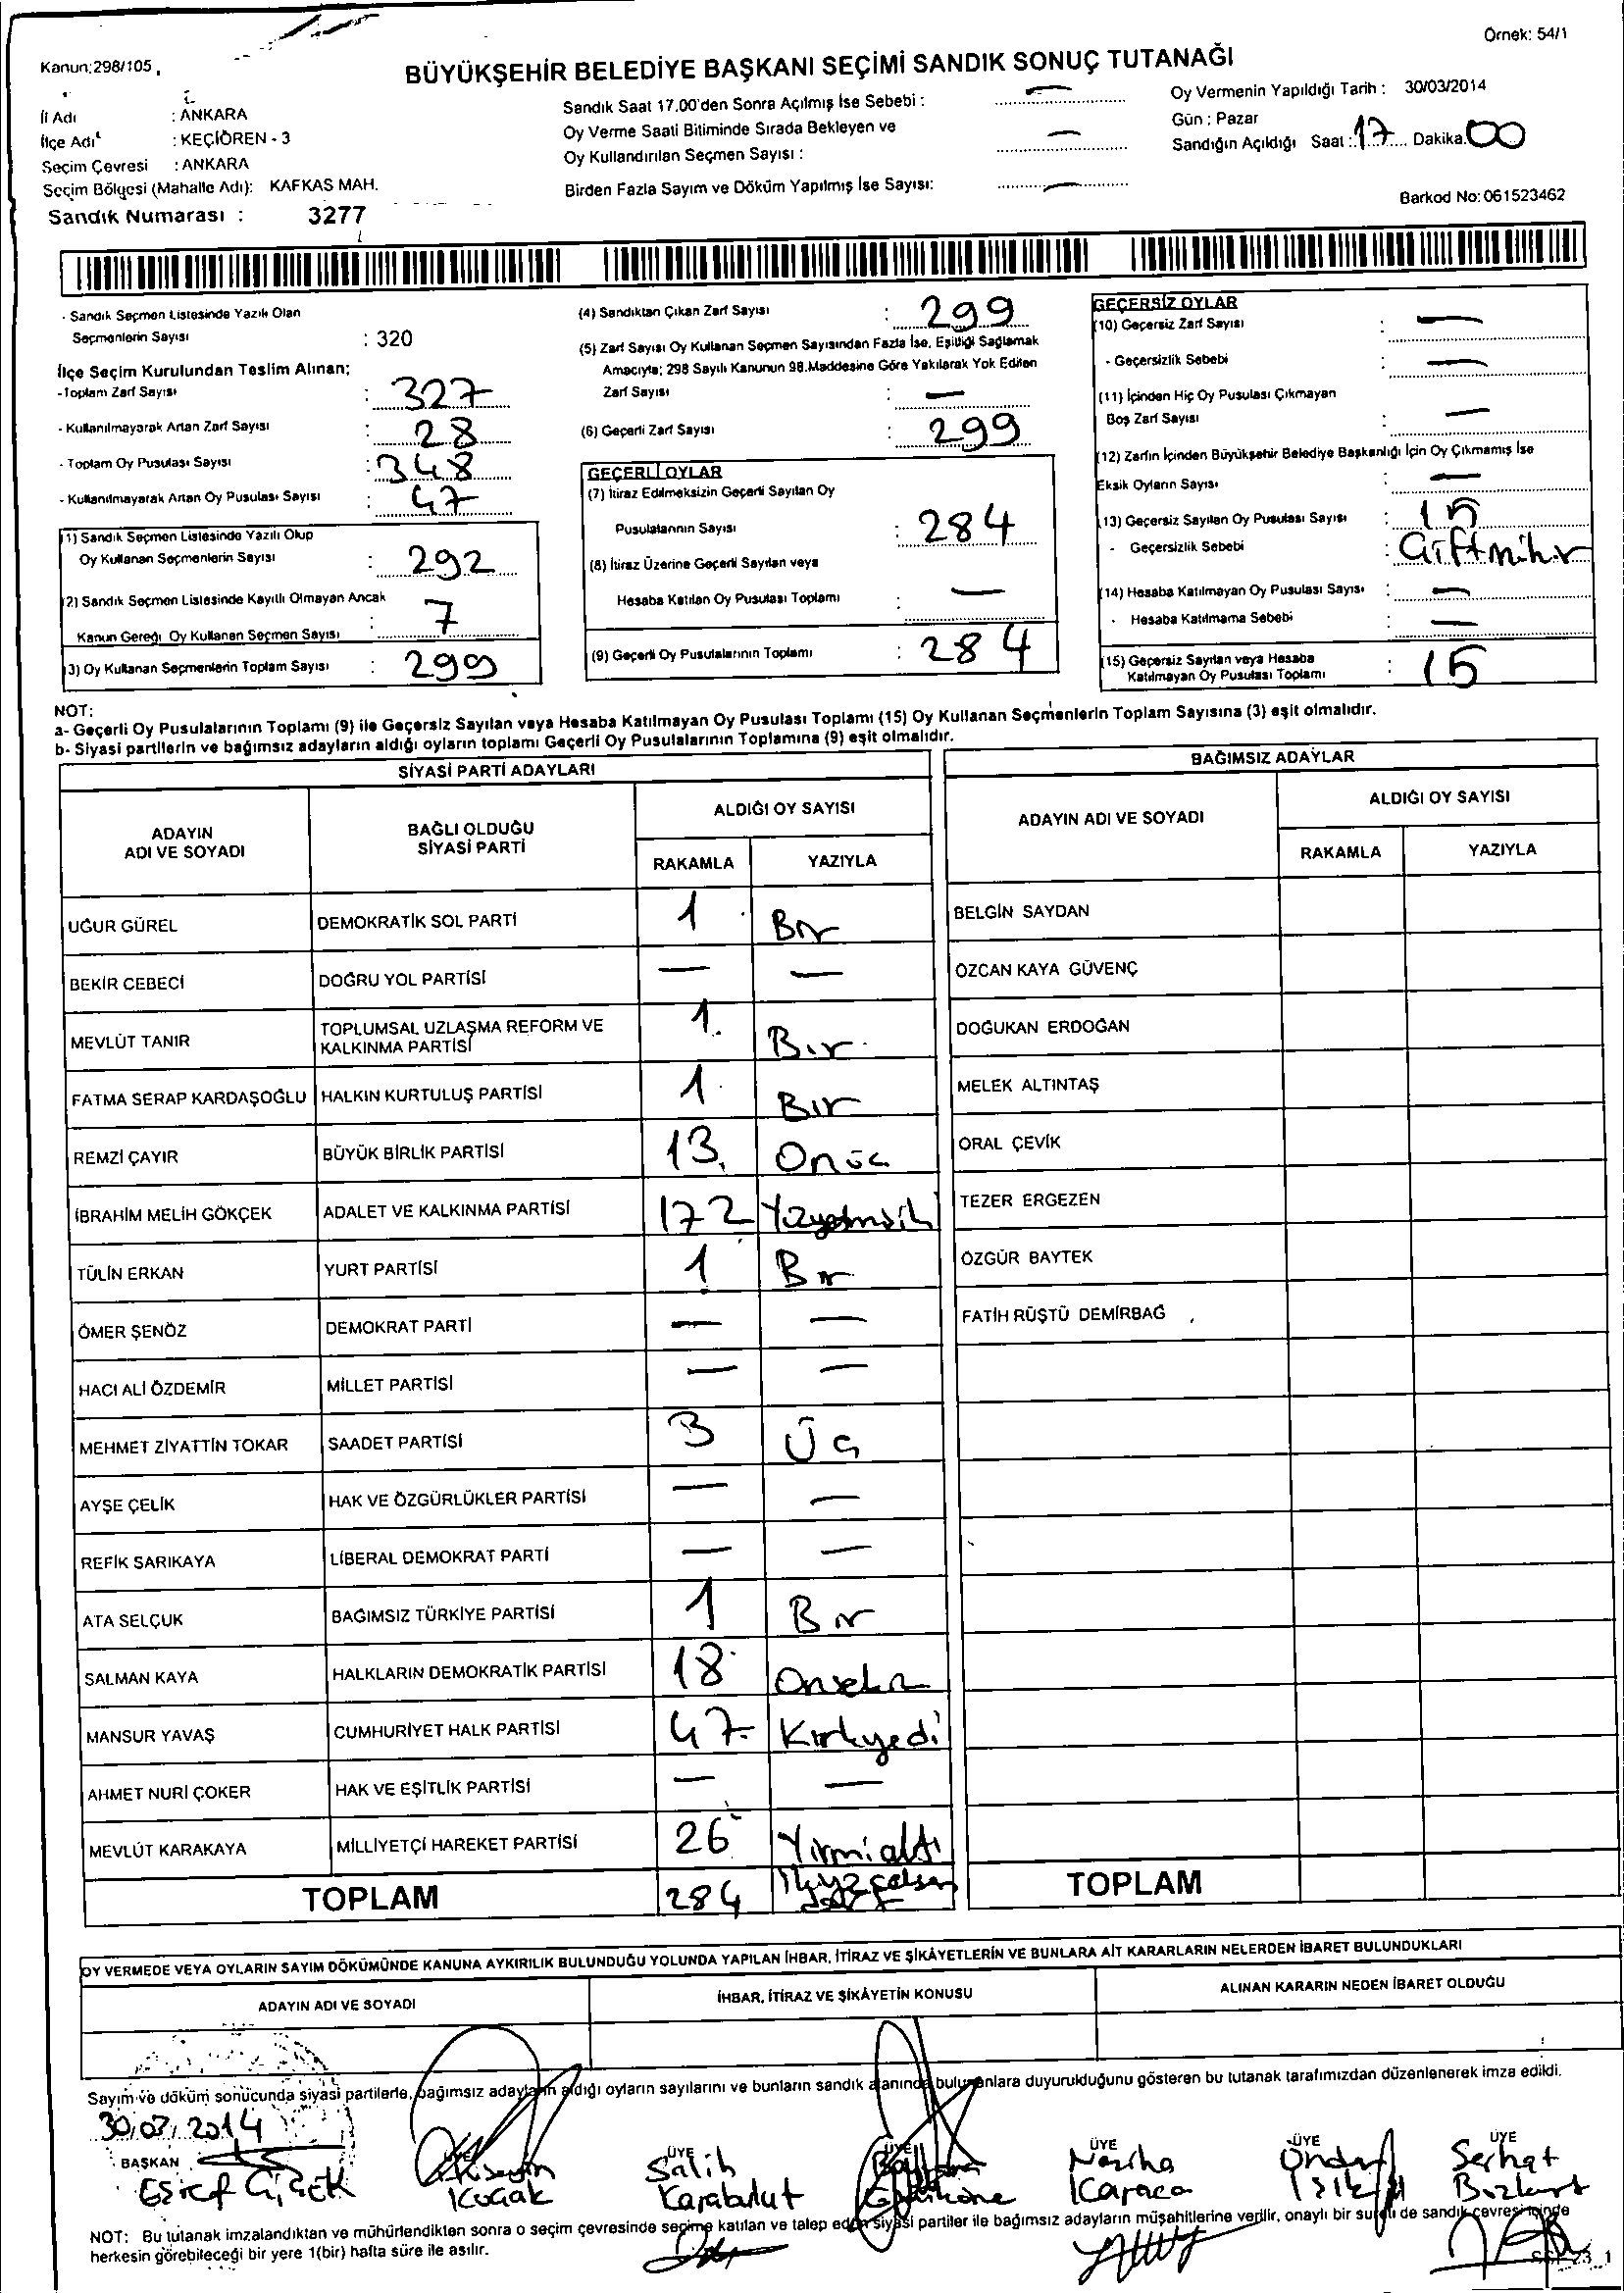 Örnek: 54/1
Kanun:298/105
BÜYÜKŞEHİR BELEDİYE BAŞKANI SEÇİMİ SANDIK SONUÇ TUTANAĞI
İl Adı : ANKARA
İlçe Adı : KEÇİÖREN - 3
Seçim Çevresi : ANKARA
Seçim Bölgesi (Mahalle Adı): KAFKAS MAH.
Sandık Numarası : 3277
Sandık Saat 17.00'den Sonra Açılmış İse Sebebi : —
Oy Verme Saati Bitiminde Sırada Bekleyen ve
Oy Kullandırılan Seçmen Sayısı : —
Birden Fazla Sayım ve Döküm Yapılmış İse Sayısı: —
Oy Vermenin Yapıldığı Tarih : 30/03/2014
Gün : Pazar
Sandığın Açıldığı Saat : 17 Dakika. 00
Barkod No: 061523462
- Sandık Seçmen Listesinde Yazılı Olan
Seçmenlerin Sayısı : 320
İlçe Seçim Kurulundan Teslim Alınan;
-Toplam Zarf Sayısı : 327
- Kullanılmayarak Artan Zarf Sayısı : 28
- Toplam Oy Pusulası Sayısı : 348
- Kullanılmayarak Artan Oy Pusulası Sayısı : 47
(1) Sandık Seçmen Listesinde Yazılı Olup
Oy Kullanan Seçmenlerin Sayısı : 292
(2) Sandık Seçmen Listesinde Kayıtlı Olmayan Ancak
Kanun Gereği Oy Kullanan Seçmen Sayısı : 7
(3) Oy Kullanan Seçmenlerin Toplam Sayısı : 299
(4) Sandıktan Çıkan Zarf Sayısı : 299
(5) Zarf Sayısı Oy Kullanan Seçmen Sayısından Fazla İse, Eşitliği Sağlamak
Amacıyla; 298 Sayılı Kanunun 98.Maddesine Göre Yakılarak Yok Edilen
Zarf Sayısı : —
(6) Geçerli Zarf Sayısı : 299
GEÇERLİ OYLAR
(7) İtiraz Edilmeksizin Geçerli Sayılan Oy
Pusulalarının Sayısı : 284
(8) İtiraz Üzerine Geçerli Sayılan veya
Hesaba Katılan Oy Pusulası Toplamı : —
(9) Geçerli Oy Pusulalarının Toplamı : 284
GEÇERSİZ OYLAR
(10) Geçersiz Zarf Sayısı : —
- Geçersizlik Sebebi : —
(11) İçinden Hiç Oy Pusulası Çıkmayan
Boş Zarf Sayısı : —
(12) Zarfın İçinden Büyükşehir Belediye Başkanlığı İçin Oy Çıkmamış İse
Eksik Oyların Sayısı —
(13) Geçersiz Sayılan Oy Pusulası Sayısı : 15
- Geçersizlik Sebebi : Çift mühür
(14) Hesaba Katılmayan Oy Pusulası Sayısı : —
- Hesaba Katılmama Sebebi : —
(15) Geçersiz Sayılan veya Hesaba
Katılmayan Oy Pusulası Toplamı : 15
NOT:
a- Geçerli Oy Pusulalarının Toplamı (9) ile Geçersiz Sayılan veya Hesaba Katılmayan Oy Pusulası Toplamı (15) Oy Kullanan Seçmenlerin Toplam Sayısına (3) eşit olmalıdır.
b- Siyasi partilerin ve bağımsız adayların aldığı oyların toplamı Geçerli Oy Pusulalarının Toplamına (9) eşit olmalıdır.
SİYASİ PARTİ ADAYLARI
ADAYIN ADI VE SOYADI BAĞLI OLDUĞU SİYASİ PARTİ ALDIĞI OY SAYISI
RAKAMLA YAZIYLA
UĞUR GÜREL DEMOKRATİK SOL PARTİ 1 Bir
BEKİR CEBECİ DOĞRU YOL PARTİSİ — —
MEVLÜT TANIR TOPLUMSAL UZLAŞMA REFORM VE KALKINMA PARTİSİ 1 Bir
FATMA SERAP KARDAŞOĞLU HALKIN KURTULUŞ PARTİSİ 1 Bir
REMZİ ÇAYIR BÜYÜK BİRLİK PARTİSİ 13 Onüç
İBRAHİM MELİH GÖKÇEK ADALET VE KALKINMA PARTİSİ 172 Yüzyetmişiki
TÜLİN ERKAN YURT PARTİSİ 1 Bir
ÖMER ŞENÖZ DEMOKRAT PARTİ — —
HACI ALİ ÖZDEMİR MİLLET PARTİSİ — —
MEHMET ZİYATTİN TOKAR SAADET PARTİSİ 3 Üç
AYŞE ÇELİK HAK VE ÖZGÜRLÜKLER PARTİSİ — —
REFİK SARIKAYA LİBERAL DEMOKRAT PARTİ — —
ATA SELÇUK BAĞIMSIZ TÜRKİYE PARTİSİ 1 Bir
SALMAN KAYA HALKLARIN DEMOKRATİK PARTİSİ 18 Onsekiz
MANSUR YAVAŞ CUMHURİYET HALK PARTİSİ 47 Kırkyedi
AHMET NURİ ÇOKER HAK VE EŞİTLİK PARTİSİ — —
MEVLÜT KARAKAYA MİLLİYETÇİ HAREKET PARTİSİ 26 Yirmialtı
TOPLAM 284
BAĞIMSIZ ADAYLAR
ADAYIN ADI VE SOYADI ALDIĞI OY SAYISI
RAKAMLA YAZIYLA
BELGİN SAYDAN
ÖZCAN KAYA GÜVENÇ
DOĞUKAN ERDOĞAN
MELEK ALTINTAŞ
ORAL ÇEVİK
TEZER ERGEZEN
ÖZGÜR BAYTEK
FATİH RÜŞTÜ DEMİRBAĞ
TOPLAM
OY VERMEDE VEYA OYLARIN SAYIM DÖKÜMÜNDE KANUNA AYKIRILIK BULUNDUĞU YOLUNDA YAPILAN İHBAR, İTİRAZ VE ŞİKÂYETLERİN VE BUNLARA AİT KARARLARIN NELERDEN İBARET BULUNDUKLARI
ADAYIN ADI VE SOYADI İHBAR, İTİRAZ VE ŞİKÂYETİN KONUSU ALINAN KARARIN NEDEN İBARET OLDUĞU
Sayım ve döküm sonucunda siyasi partilerle, bağımsız adayların aldığı oyların sayılarını ve bunların sandık alanında bulunanlara duyurulduğunu gösteren bu tutanak tarafımızdan düzenlenerek imza edildi.
30/03/2014
BAŞKAN ÜYE ÜYE ÜYE ÜYE ÜYE
Eşref Çiçek
Hüseyin Koçak
Salih Karabulut
Neziha Karaca
Önder Işık
Serhat Bozkurt
NOT: Bu tutanak imzalandıktan ve mühürlendikten sonra o seçim çevresinde seçime katılan ve talep eden siyasi partiler ile bağımsız adayların müşahitlerine verilir, onaylı bir sureti de sandık çevresi içinde
herkesin görebileceği bir yere 1(bir) hafta süre ile asılır.